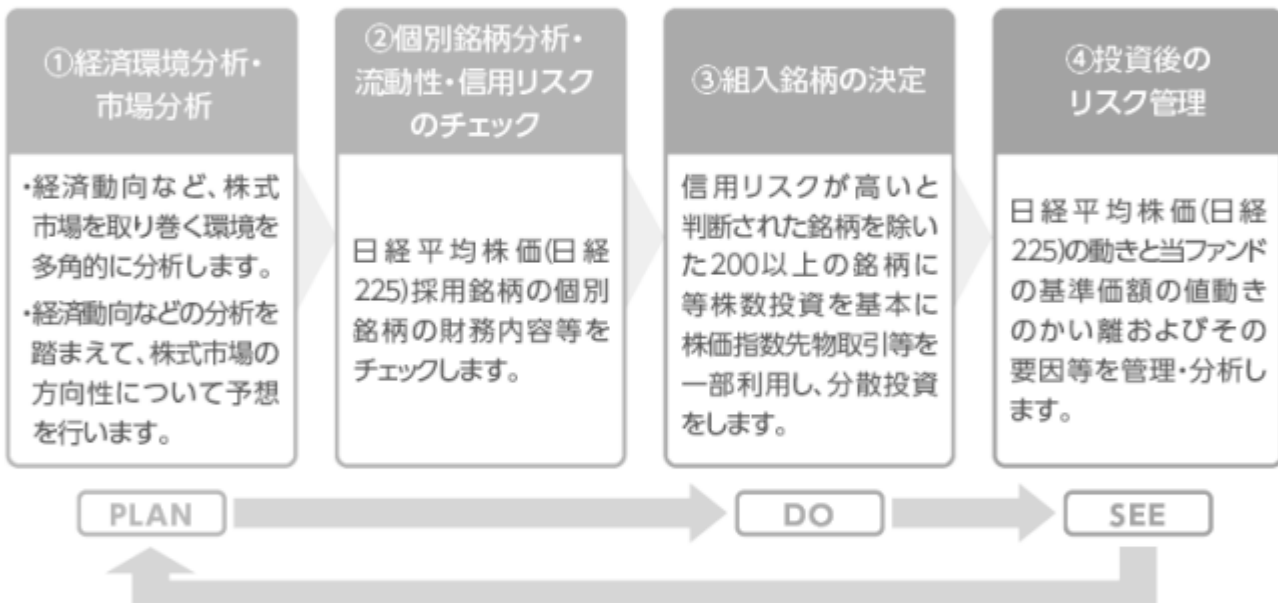 ①経済環境分析・
市場分析
・経済動向など、株式
市場を取り巻く環境を
多角的に分析します。
・経済動向などの分析を
踏まえて、株式市場の
方向性について予想
を行います。
②個別銘柄分析・
流動性・信用リスク
のチェック
日経平均株価(日経
225)採用銘柄の個別
銘柄の財務内容等を
チェックします。
③組入銘柄の決定
信用リスクが高いと
判断された銘柄を除い
た200以上の銘柄に
等株数投資を基本に
株価指数先物取引等を
一部利用し、分散投資
をします。
④投資後の
リスク管理
日経平均株価(日経
225)の動きと当ファンド
の基準価額の値動き
のかい離およびその
要因等を管理・分析し
ます。
PLAN
DO
SEE